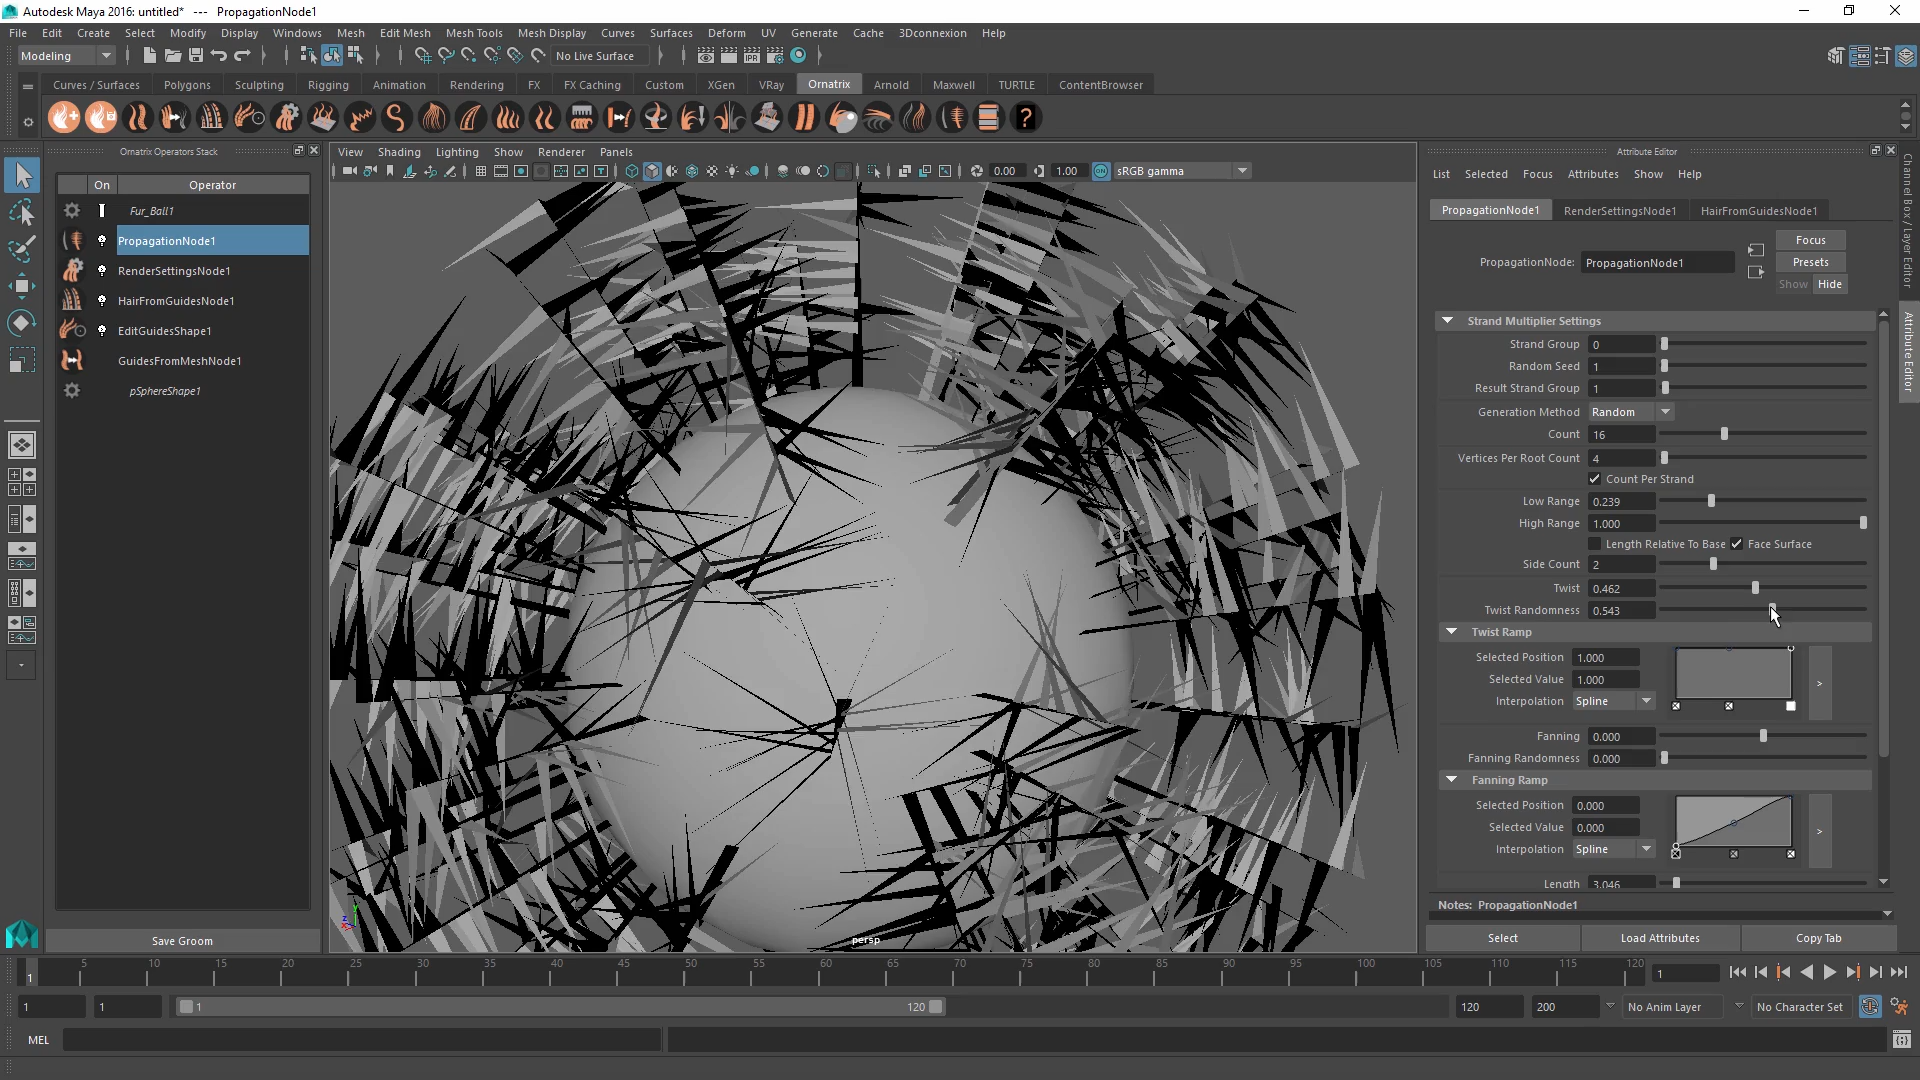 Autodesk Maya 2016: untitled* --- PropagationNode1
File Edit Create Select Modify Display Windows Mesh Edit Mesh Mesh Tools Mesh Display Curves Surfaces Deform UV Generate Cache 3Dconnexion Help
Modeling No Live Surface IPR
Curves / Surfaces Polygons Sculpting Rigging Animation Rendering FX FX Caching Custom XGen VRay Ornatrix Arnold Maxwell TURTLE ContentBrowser
?
Ornatrix Operators Stack
On Operator
Fur_Ball1
PropagationNode1
RenderSettingsNode1
HairFromGuidesNode1
EditGuidesShape1
GuidesFromMeshNode1
pSphereShape1
Save Groom
View Shading Lighting Show Renderer Panels
0.00 1.00 ON sRGB gamma
persp
Attribute Editor
List Selected Focus Attributes Show Help
PropagationNode1 RenderSettingsNode1 HairFromGuidesNode1
Focus
PropagationNode: PropagationNode1
Presets
Show Hide
Strand Multiplier Settings
Strand Group 0
Random Seed 1
Result Strand Group 1
Generation Method Random
Count 16
Vertices Per Root Count 4
Count Per Strand
Low Range 0.239
High Range 1.000
Length Relative To Base Face Surface
Side Count 2
Twist 0.462
Twist Randomness 0.543
Twist Ramp
Selected Position 1.000
Selected Value 1.000
Interpolation Spline
>
Fanning 0.000
Fanning Randomness 0.000
Fanning Ramp
Selected Position 0.000
Selected Value 0.000
Interpolation Spline
>
Length 3.046
Notes: PropagationNode1
Select Load Attributes Copy Tab
Channel Box / Layer Editor
Attribute Editor
1 5 10 15 20 25 30 35 40 45 50 55 60 65 70 75 80 85 90 95 100 105 110 115 120 1
1 1 1 120 120 200 No Anim Layer No Character Set
MEL